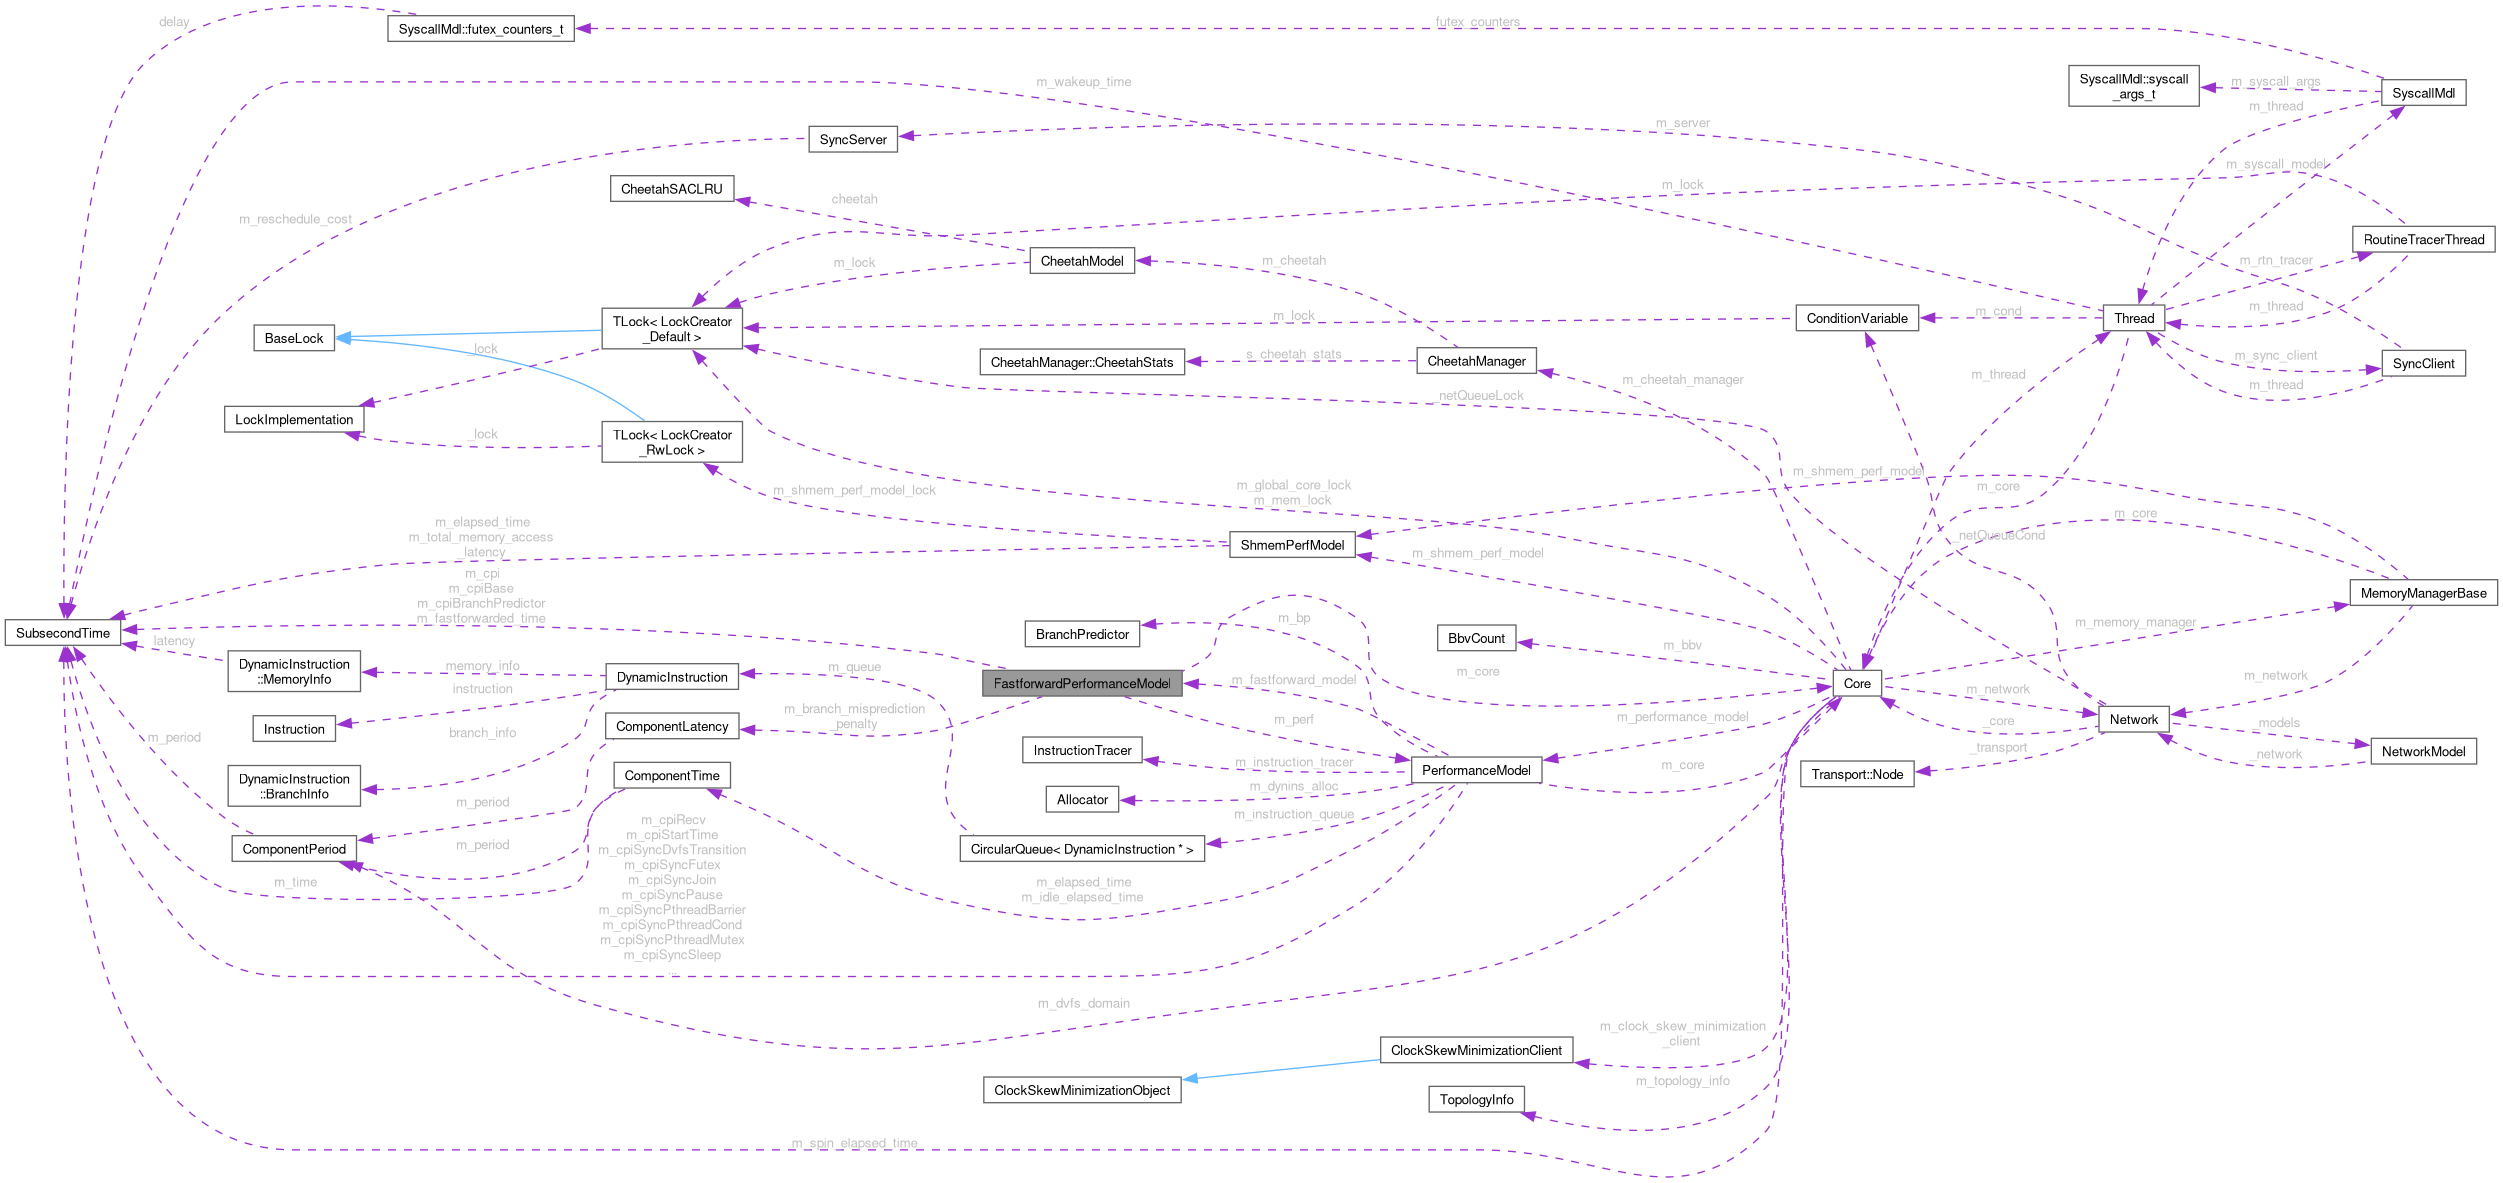 delay
SyscallMdl::futex_counters_t
futex_counters
m_wakeup_time
SyscallMdl::syscall
_args_t
m_syscall_args
SyscallMdl
m_thread
SyncServer
m_server
m_syscall_model
CheetahSACLRU
cheetah
m_lock
m_reschedule_cost
RoutineTracerThread
CheetahModel
m_lock
m_cheetah
m_rtn_tracer
TLock< LockCreator
_Default >
BaseLock
_lock
m_lock
ConditionVariable
m_cond
Thread
m_thread
CheetahManager::CheetahStats
s_cheetah_stats
CheetahManager
m_sync_client
SyncClient
m_thread
m_thread
m_cheetah_manager
_netQueueLock
LockImplementation
_lock
TLock< LockCreator
_RwLock >
m_shmem_perf_model
m_shmem_perf_model_lock
m_global_core_lock
m_mem_lock
m_core
m_core
m_elapsed_time
m_total_memory_access
_latency
ShmemPerfModel
m_shmem_perf_model
_netQueueCond
m_cpi
m_cpiBase
m_cpiBranchPredictor
m_fastforwarded_time
MemoryManagerBase
SubsecondTime
latency
BranchPredictor
m_bp
BbvCount
m_bbv
m_memory_manager
DynamicInstruction
::MemoryInfo
memory_info
DynamicInstruction
m_queue
FastforwardPerformanceModel
m_fastforward_model
m_core
Core
m_network
m_network
instruction
Instruction
ComponentLatency
m_branch_misprediction
_penalty
m_perf
m_performance_model
Network
_core
_models
branch_info
m_period
InstructionTracer
m_instruction_tracer
PerformanceModel
m_core
_transport
_network
NetworkModel
DynamicInstruction
::BranchInfo
ComponentTime
Allocator
m_dynins_alloc
Transport::Node
m_period
m_instruction_queue
ComponentPeriod
m_period
CircularQueue< DynamicInstruction * >
m_time
m_cpiRecv
m_cpiStartTime
m_cpiSyncDvfsTransition
m_cpiSyncFutex
m_cpiSyncJoin
m_cpiSyncPause
m_cpiSyncPthreadBarrier
m_cpiSyncPthreadCond
m_cpiSyncPthreadMutex
m_cpiSyncSleep
...
m_elapsed_time
m_idle_elapsed_time
m_dvfs_domain
m_clock_skew_minimization
_client
ClockSkewMinimizationClient
ClockSkewMinimizationObject
TopologyInfo
m_topology_info
m_spin_elapsed_time